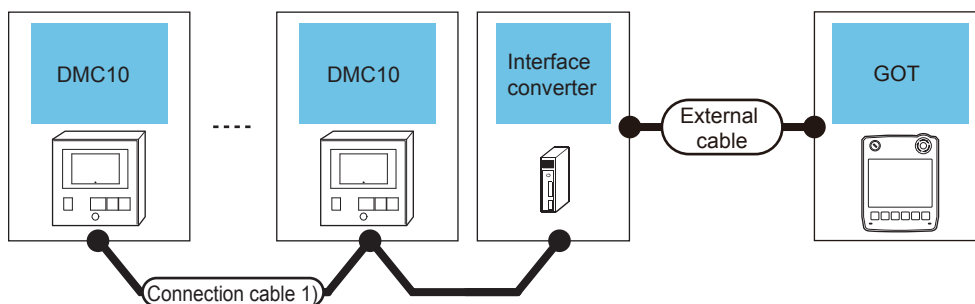 DMC10
DMC10
Interface
converter
GOT
External
cable
Connection cable 1)